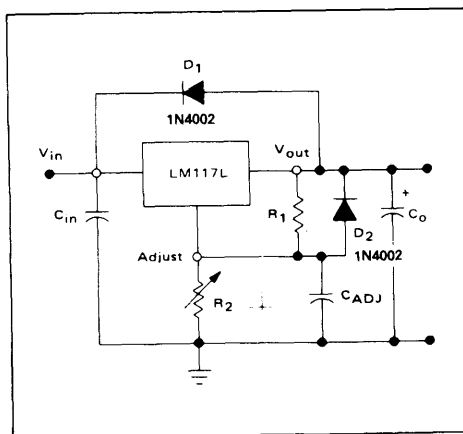 D1
1N4002
Vin
LM117L
Vout
Cin
R1
D2
1N4002
+
Co
Adjust
R2
CADJ